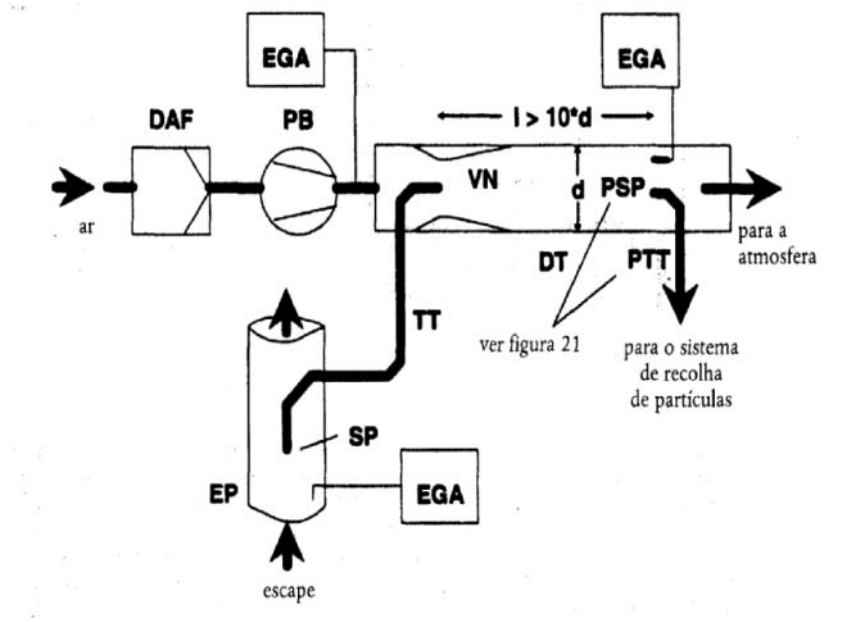 EGA
EGA
DAF
PB
l > 10*d
VN
d
PSP
ar
para a
atmosfera
DT
PTT
TT
ver figura 21
para o sistema
de recolha
de partículas
SP
EP
EGA
escape